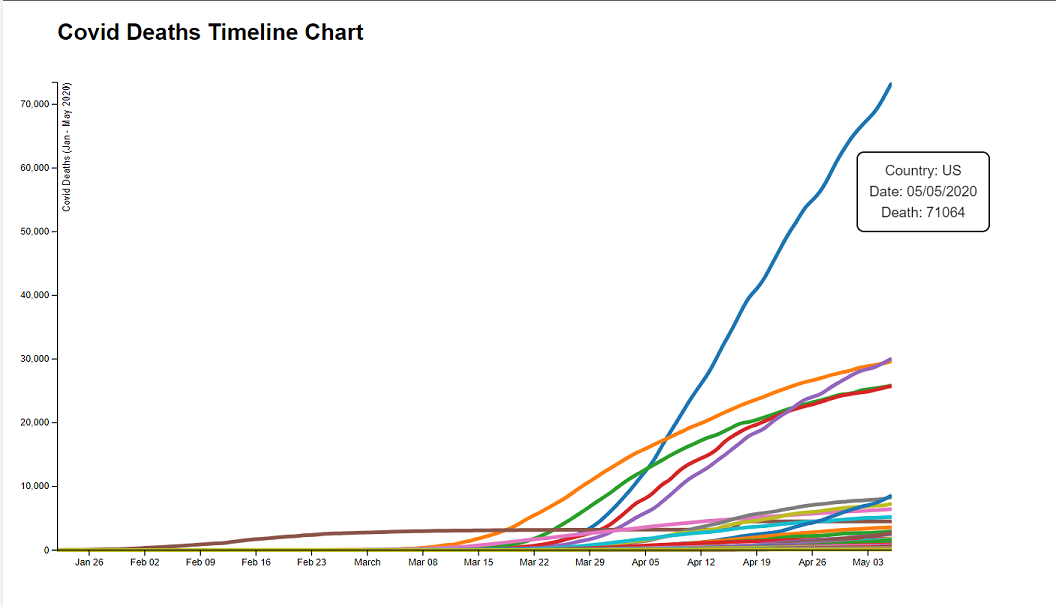 Covid Deaths Timeline Chart
Covid Deaths (Jan - May 2020)
70,000
60,000
50,000
40,000
30,000
20,000
10,000
0
Country: US
Date: 05/05/2020
Death: 71064
Jan 26 Feb 02 Feb 09 Feb 16 Feb 23 March Mar 08 Mar 15 Mar 22 Mar 29 Apr 05 Apr 12 Apr 19 Apr 26 May 03